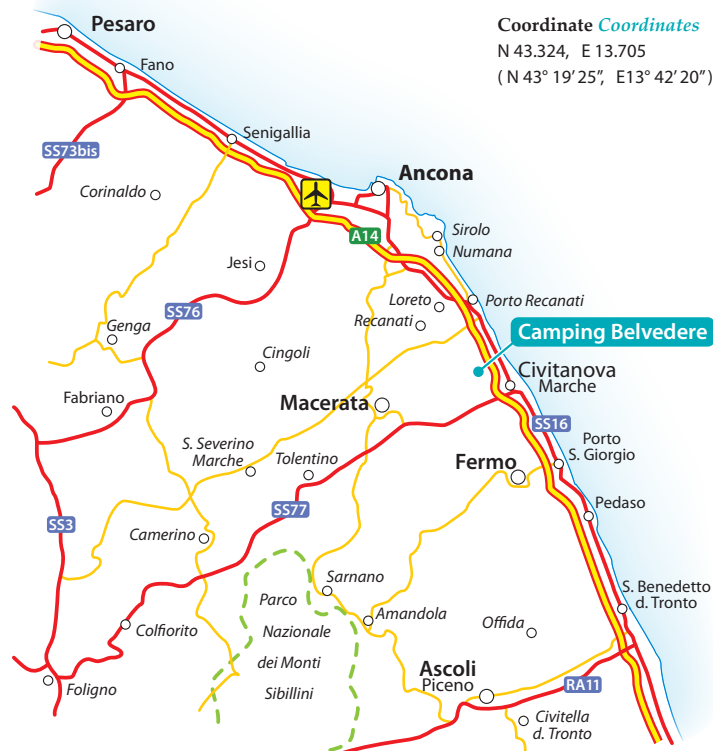 Pesaro
Coordinate Coordinates
N 43.324, E 13.705
( N 43° 19’ 25”, E13° 42’ 20” )
Fano
Senigallia
SS73bis
Ancona
Corinaldo
Sirolo
A14
Numana
Jesi
Loreto
Porto Recanati
SS76
Recanati
Genga
Camping Belvedere
Cingoli
Civitanova
Marche
Fabriano
Macerata
SS16
S. Severino
Marche
Tolentino
Porto
S. Giorgio
Fermo
SS77
Pedaso
SS3
Camerino
Sarnano
S. Benedetto
d. Tronto
Parco
Nazionale
dei Monti
Sibillini
Amandola
Offida
Colfiorito
Ascoli
Piceno
Foligno
RA11
Civitella
d. Tronto